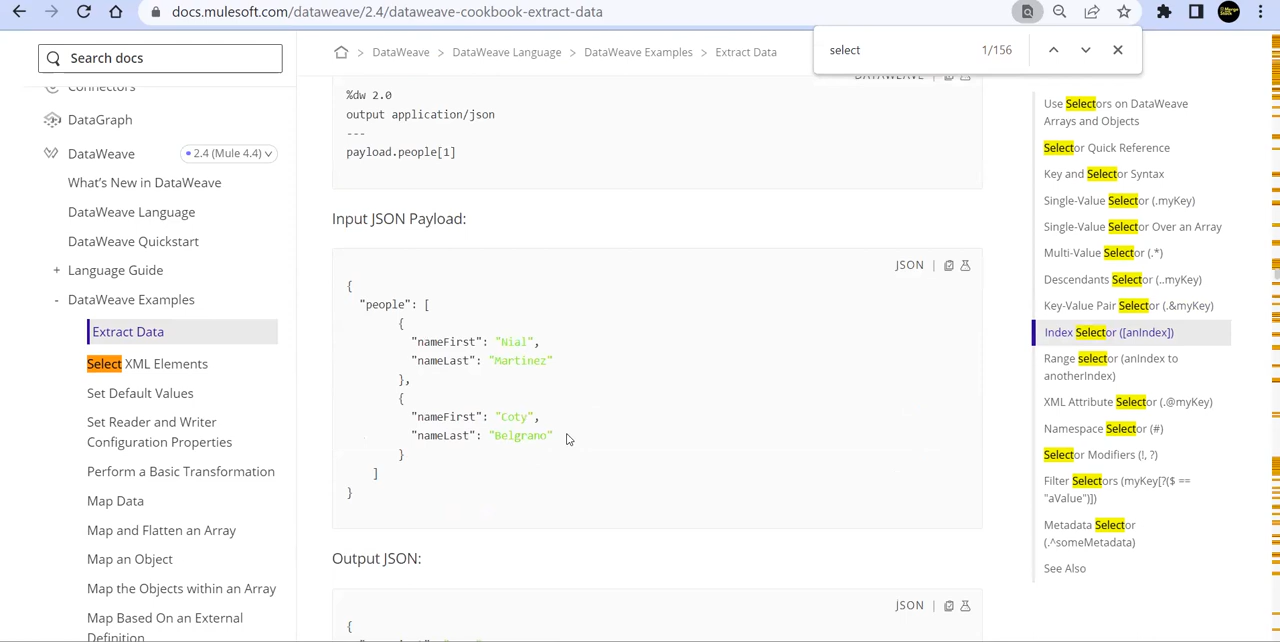 docs.mulesoft.com/dataweave/2.4/dataweave-cookbook-extract-data
select
1/156
Search docs
DataWeave > DataWeave Language > DataWeave Examples > Extract Data
Connectors
DataGraph
DataWeave
2.4 (Mule 4.4)
What's New in DataWeave
DataWeave Language
DataWeave Quickstart
+ Language Guide
- DataWeave Examples
Extract Data
Select XML Elements
Set Default Values
Set Reader and Writer
Configuration Properties
Perform a Basic Transformation
Map Data
Map and Flatten an Array
Map an Object
Map the Objects within an Array
Map Based On an External
Definition
DATAWEAVE
%dw 2.0
output application/json
---
payload.people[1]
Input JSON Payload:
JSON
{
"people": [
{
"nameFirst": "Nial",
"nameLast": "Martinez"
},
{
"nameFirst": "Coty",
"nameLast": "Belgrano"
}
]
}
Output JSON:
JSON
{
Use Selectors on DataWeave
Arrays and Objects
Selector Quick Reference
Key and Selector Syntax
Single-Value Selector (.myKey)
Single-Value Selector Over an Array
Multi-Value Selector (.*)
Descendants Selector (..myKey)
Key-Value Pair Selector (.&myKey)
Index Selector ([anIndex])
Range selector (anIndex to
anotherIndex)
XML Attribute Selector (.@myKey)
Namespace Selector (#)
Selector Modifiers (!, ?)
Filter Selectors (myKey[?($ ==
"aValue")])
Metadata Selector
(.^someMetadata)
See Also